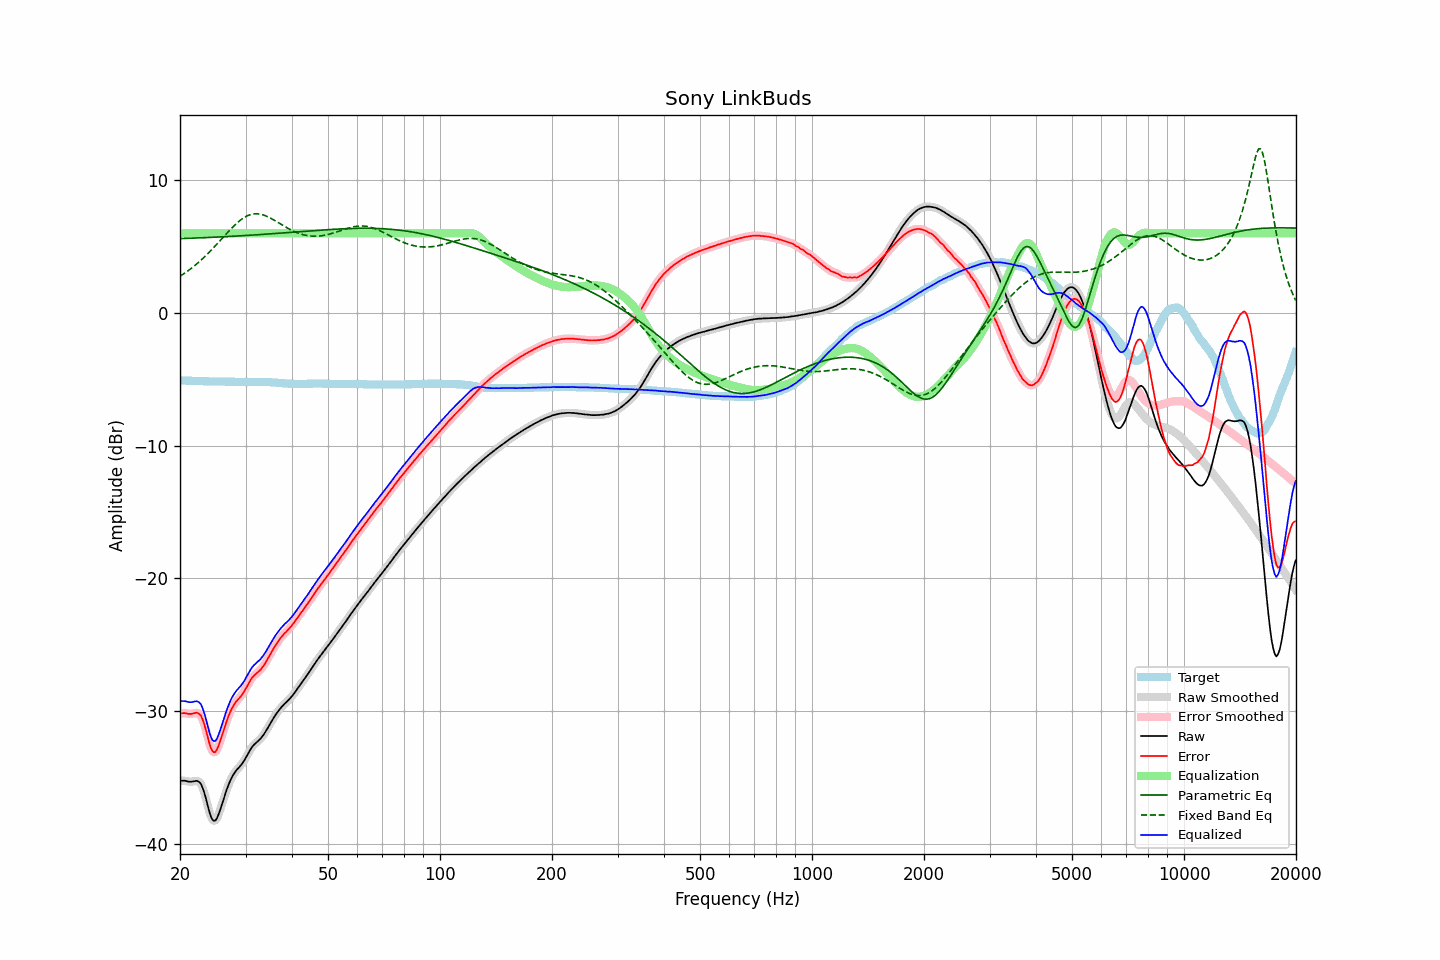 Sony LinkBuds
Amplitude (dBr)
10
0
−10
−20
−30
−40
20
50
100
200
500
1000
2000
5000
10000
20000
Frequency (Hz)
Target
Raw Smoothed
Error Smoothed
Raw
Error
Equalization
Parametric Eq
Fixed Band Eq
Equalized